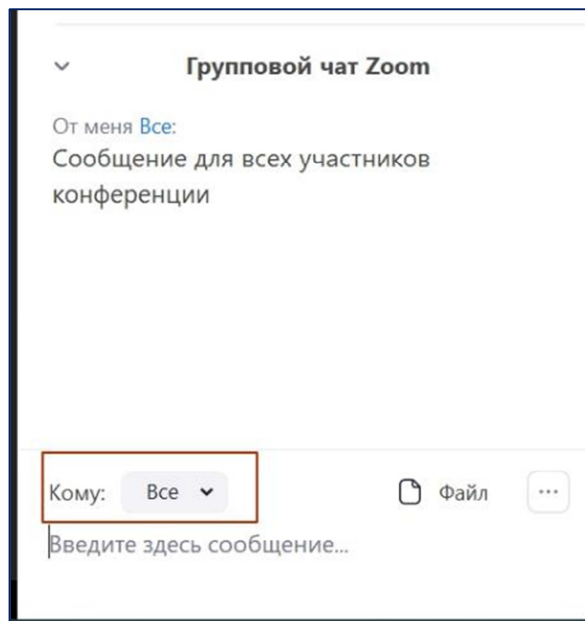 Групповой чат Zoom
От меня Все:
Сообщение для всех участников
конференции
Кому: Все Файл ...
Введите здесь сообщение...